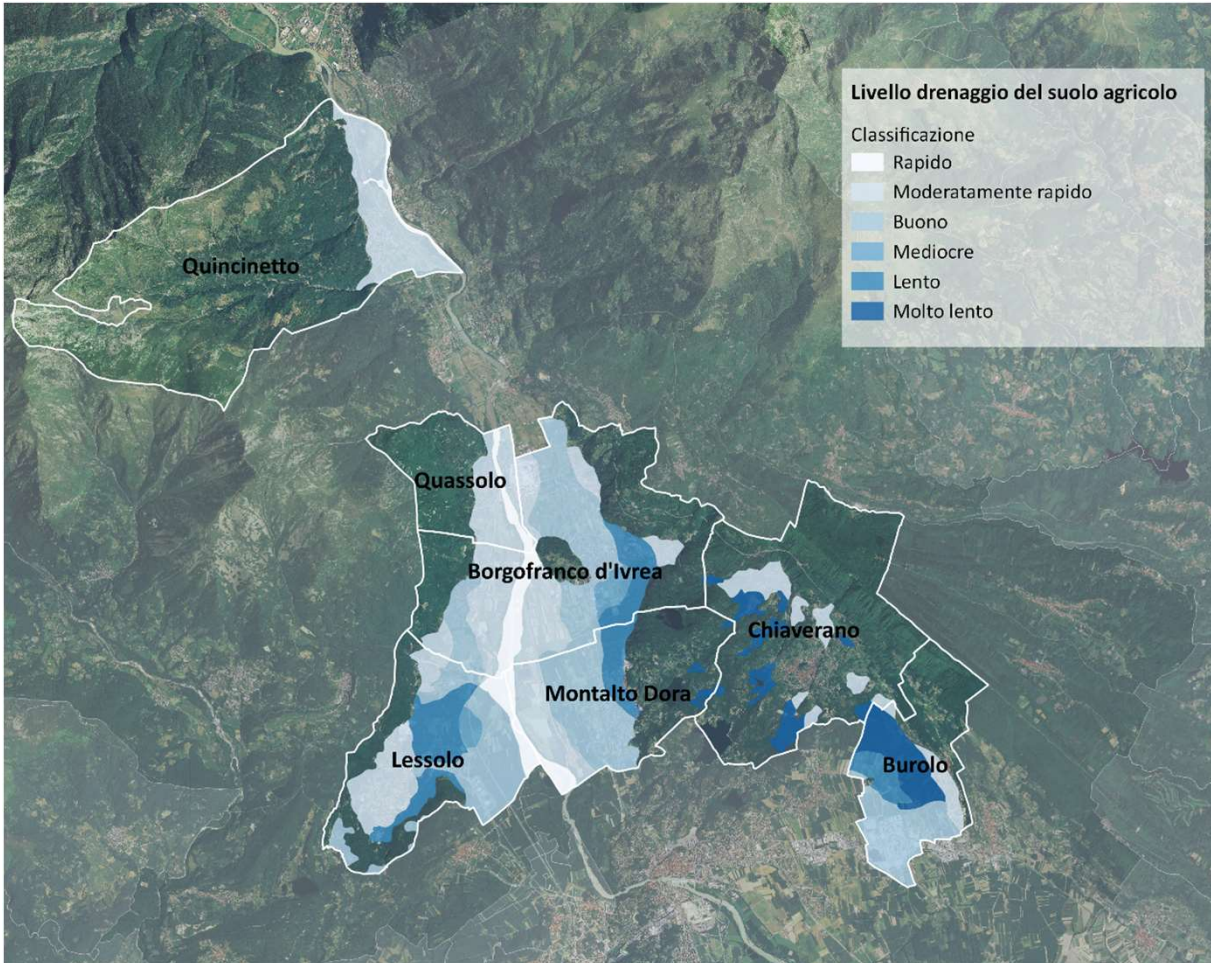 Livello drenaggio del suolo agricolo
Classificazione
Rapido
Moderatamente rapido
Buono
Mediocre
Lento
Molto lento
Quincinetto
Quassolo
Borgofranco d'Ivrea
Chiaverano
Montalto Dora
Lessolo
Burolo